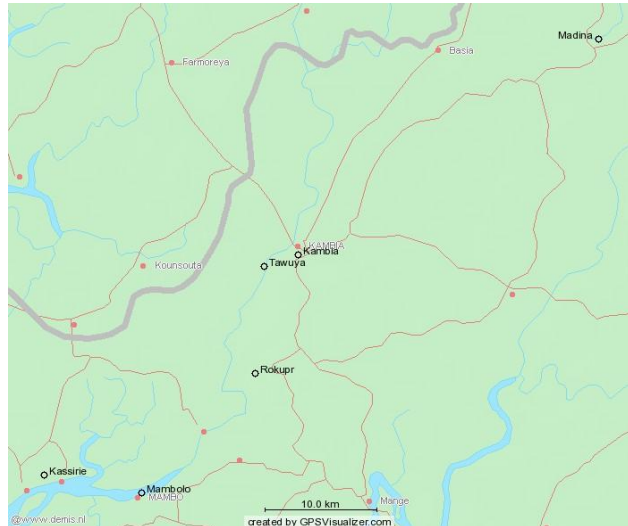 Madina
Basia
Farmoreya
KAMBIA
Kambia
Tawuya
Kounsouta
Rokupr
Kassirie
Mambolo
MAMBO
10.0 km
Mange
@www.demis.nl
created by GPSVisualizer.com